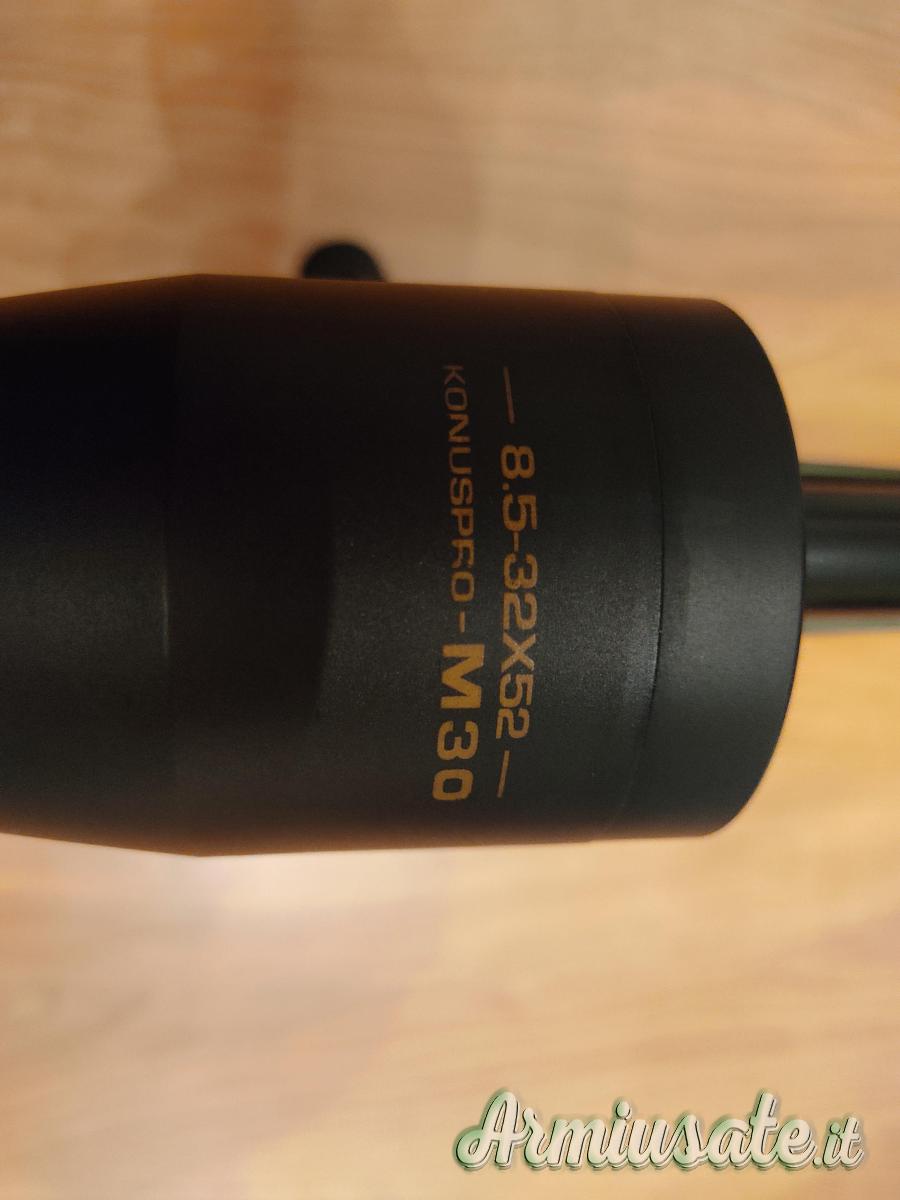 — 8.5-32X52 —
KONUSPRO-M30
Armiusate.it